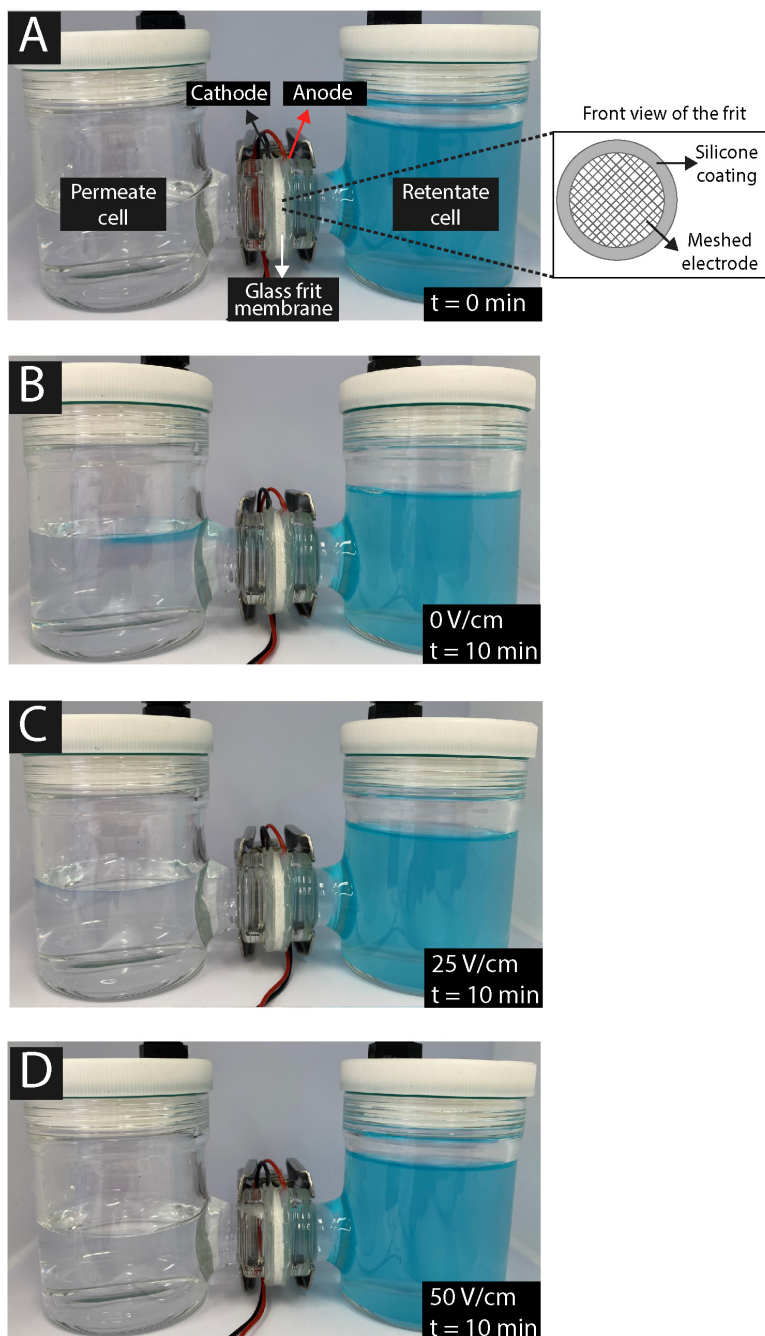 A
Cathode
Anode
Front view of the frit
Permeate
cell
Retentate
cell
Silicone
coating
Meshed
electrode
Glass frit
membrane
t = 0 min
B
0 V/cm
t = 10 min
C
25 V/cm
t = 10 min
D
50 V/cm
t = 10 min